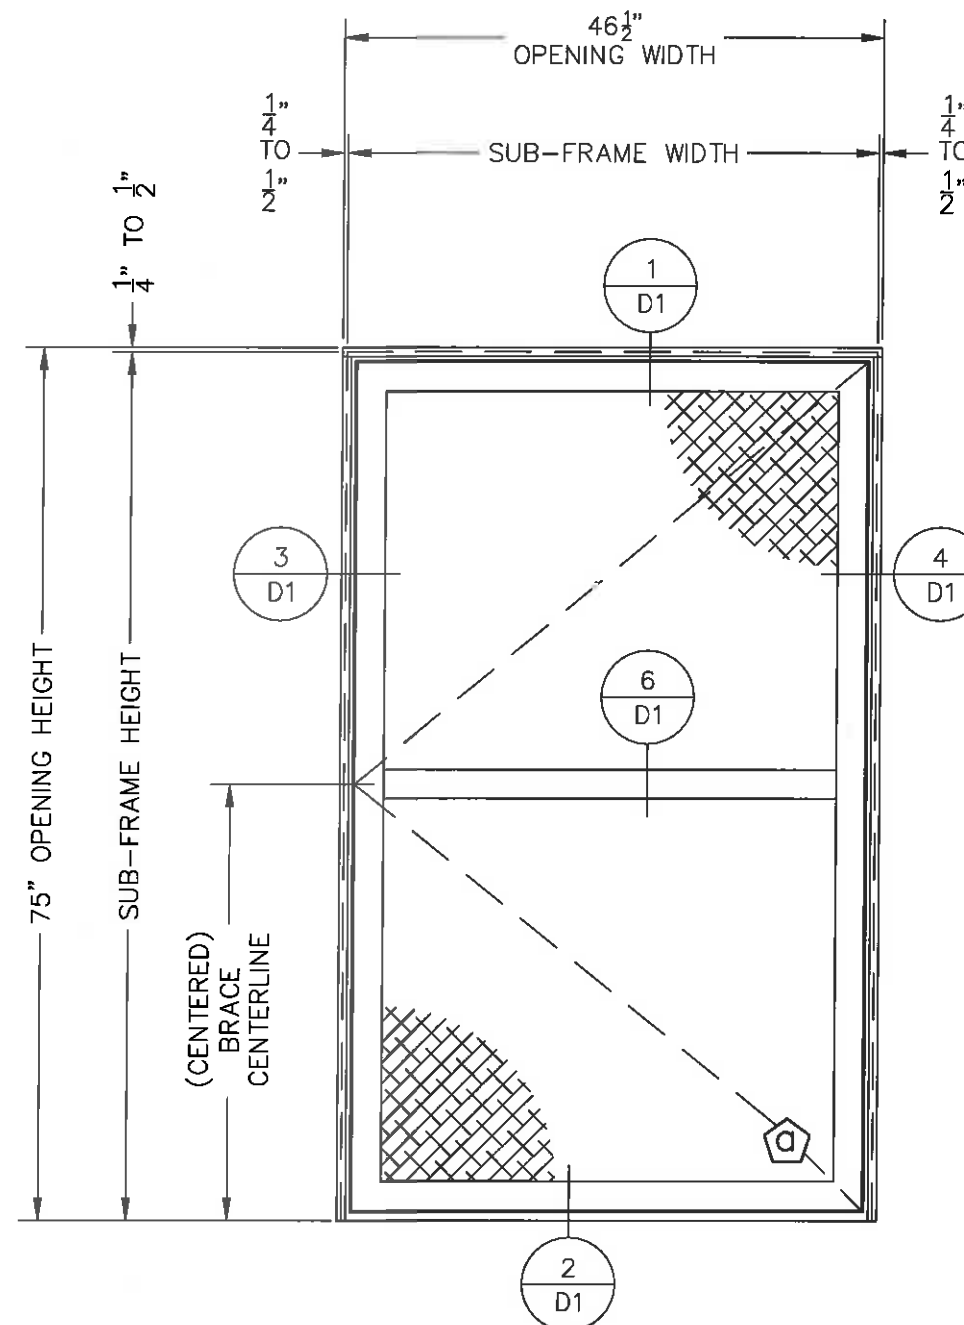 46 1/2"
OPENING WIDTH
1/4"
TO
1/2"
SUB-FRAME WIDTH
1/4"
TO
1/2"
1/4" TO 1/2"
1
D1
3
D1
4
D1
6
D1
75" OPENING HEIGHT
SUB-FRAME HEIGHT
(CENTERED)
BRACE
CENTERLINE
a
2
D1